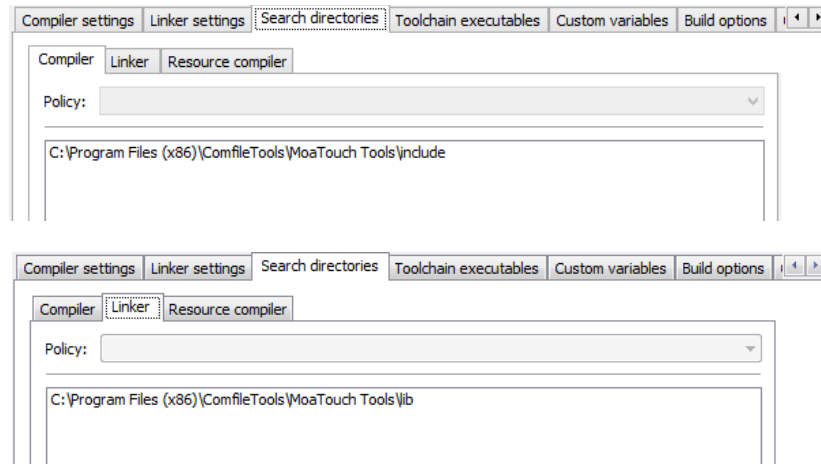 Compiler settings Linker settings Search directories Toolchain executables Custom variables Build options
Compiler Linker Resource compiler
Policy:
C:\Program Files (x86)\ComfileTools\MoaTouch Tools\include
Compiler settings Linker settings Search directories Toolchain executables Custom variables Build options
Compiler Linker Resource compiler
Policy:
C:\Program Files (x86)\ComfileTools\MoaTouch Tools\lib